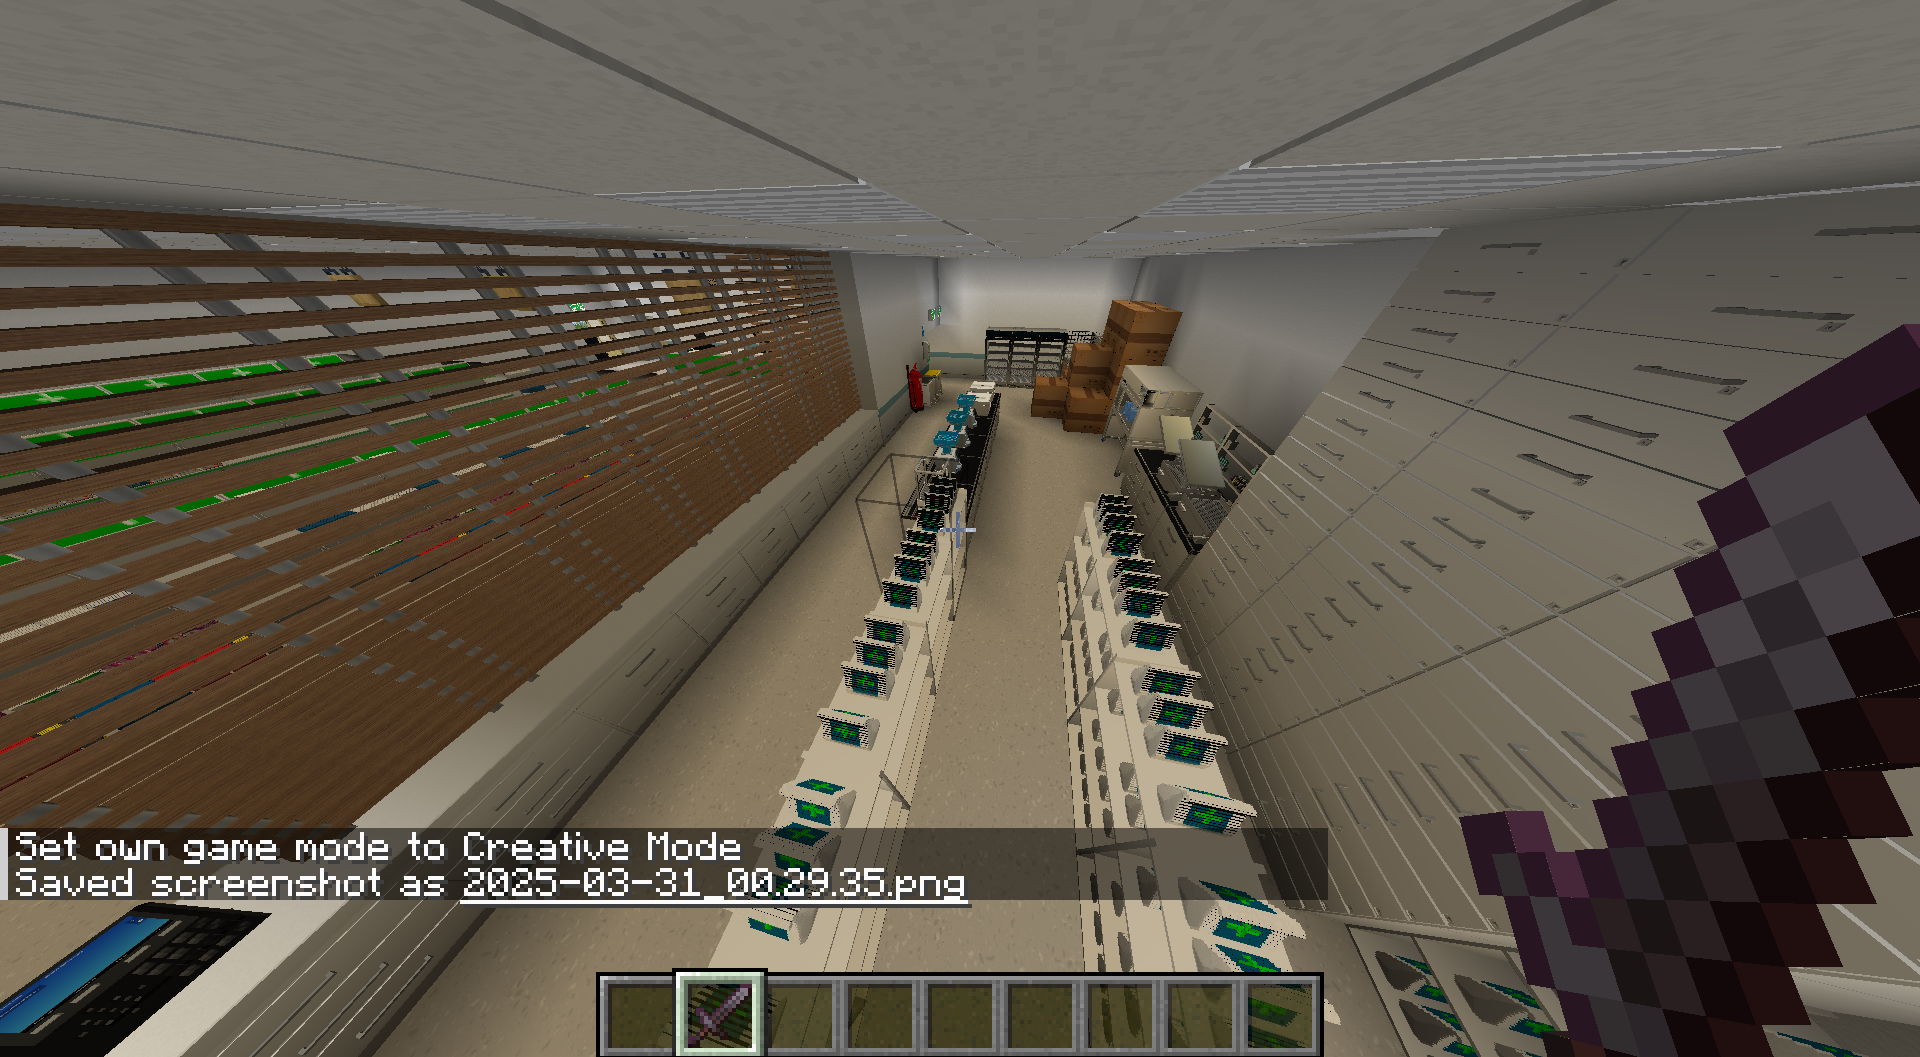 Set own game mode to Creative Mode
Saved screenshot as 2025-03-31_00.29.35.png